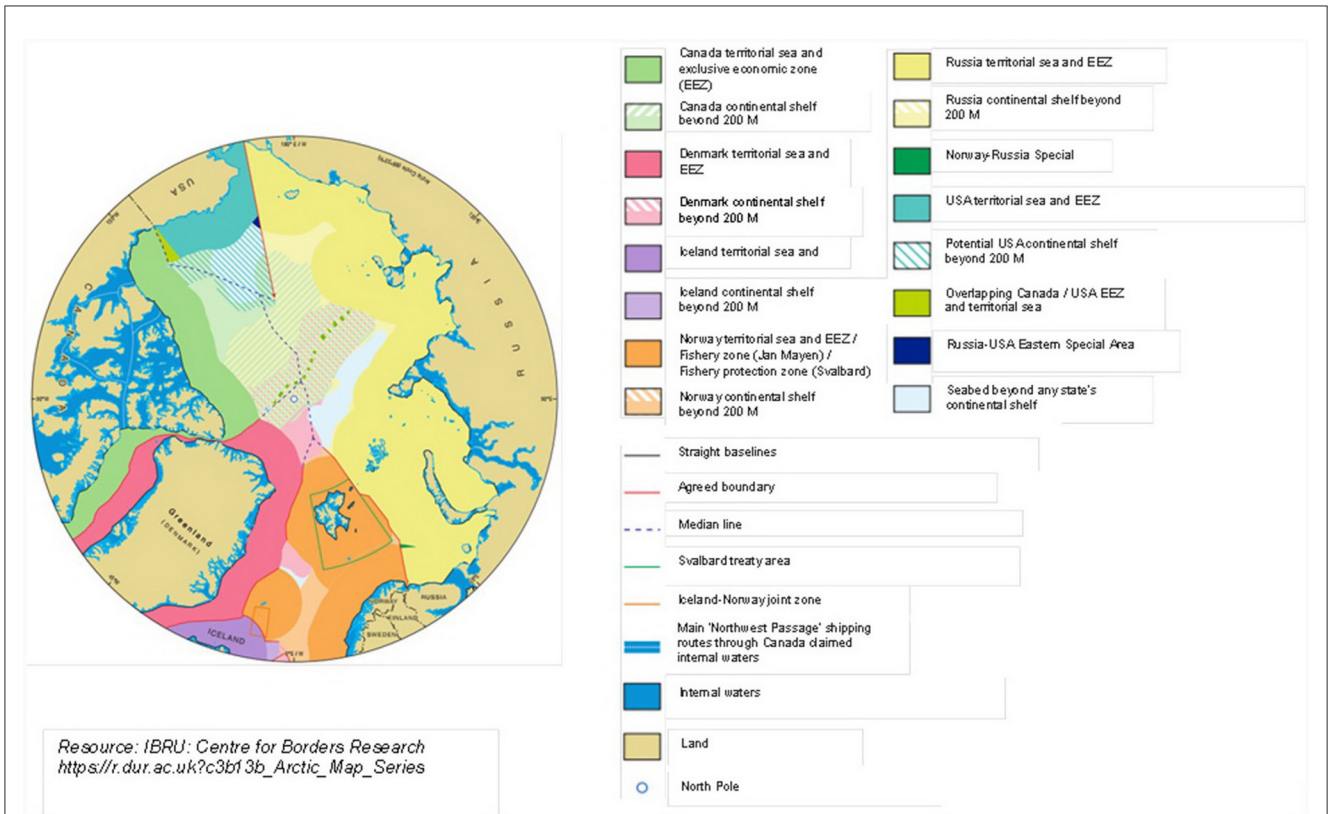 Canada territorial sea and
exclusive economic zone
(EEZ)
Canada continental shelf
beyond 200 M
Denmark territorial sea and
EEZ
Denmark continental shelf
beyond 200 M
Iceland territorial sea and
Iceland continental shelf
beyond 200 M
Norway territorial sea and EEZ /
Fishery zone (Jan Mayen) /
Fishery protection zone (Svalbard)
Norway continental shelf
beyond 200 M
Russia territorial sea and EEZ
Russia continental shelf beyond
200 M
Norway-Russia Special
USA territorial sea and EEZ
Potential USA continental shelf
beyond 200 M
Overlapping Canada / USA EEZ
and territorial sea
Russia-USA Eastern Special Area
Seabed beyond any state's
continental shelf
Straight baselines
Agreed boundary
Median line
Svalbard treaty area
Iceland-Norway joint zone
Main 'Northwest Passage' shipping
routes through Canada claimed
internal waters
Internal waters
Land
North Pole
USA
CANADA
RUSSIA
Greenland
(DENMARK)
ICELAND
NORWAY
RUSSIA
FINLAND
SWEDEN
Resource: IBRU: Centre for Borders Research
https://r.dur.ac.uk?c3b13b_Arctic_Map_Series